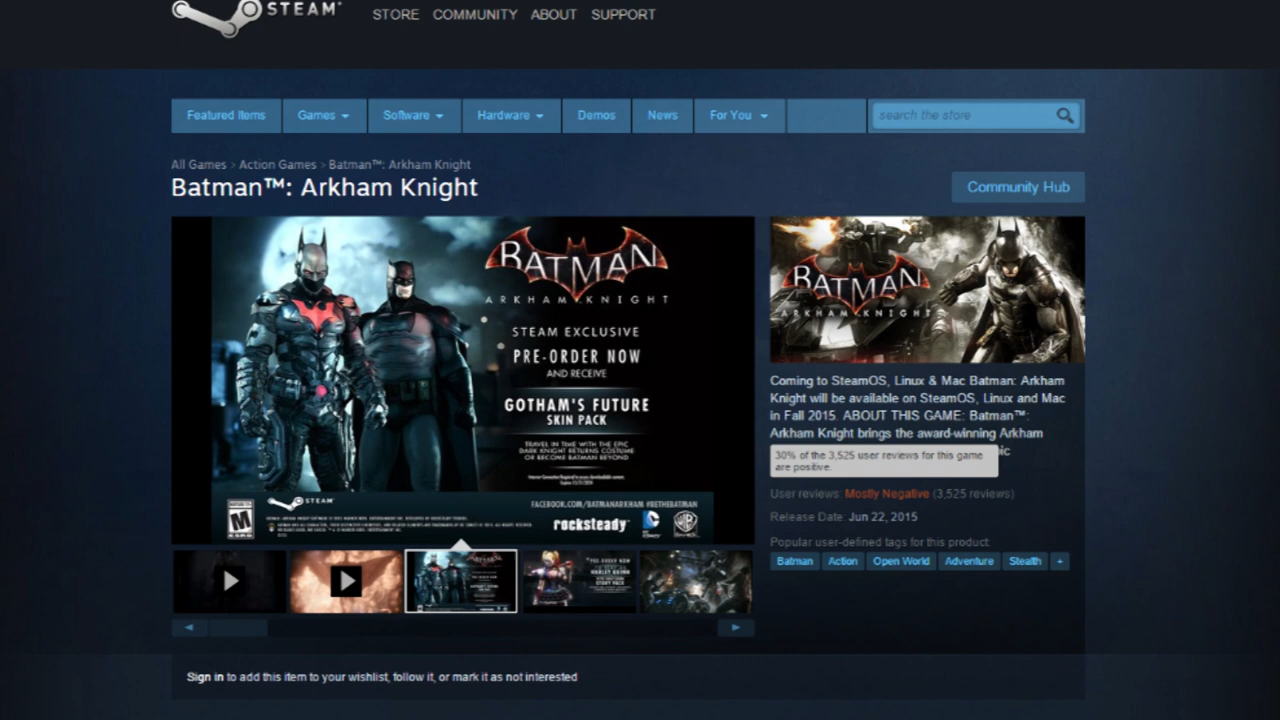 STEAM
STORE COMMUNITY ABOUT SUPPORT
Featured Items Games Software Hardware Demos News For You search the store
All Games > Action Games > Batman™: Arkham Knight
Batman™: Arkham Knight
Community Hub
BATMAN
ARKHAM KNIGHT
STEAM EXCLUSIVE
PRE-ORDER NOW
AND RECEIVE
GOTHAM'S FUTURE
SKIN PACK
TRAVEL IN TIME WITH THE EPIC
DARK KNIGHT RETURNS COSTUME
OR BECOME BATMAN BEYOND
STEAM
FACEBOOK.COM/BATMANARKHAM #BETHEBATMAN
M
rocksteady
BATMAN
ARKHAM KNIGHT
Coming to SteamOS, Linux & Mac Batman: Arkham
Knight will be available on SteamOS, Linux and Mac
in Fall 2015. ABOUT THIS GAME: Batman™:
Arkham Knight brings the award-winning Arkham
30% of the 3,525 user reviews for this game
are positive.
User reviews: Mostly Negative (3,525 reviews)
Release Date: Jun 22, 2015
Popular user-defined tags for this product:
Batman Action Open World Adventure Stealth +
PRE-ORDER NOW
HARLEY QUINN
STORY PACK
Sign in to add this item to your wishlist, follow it, or mark it as not interested